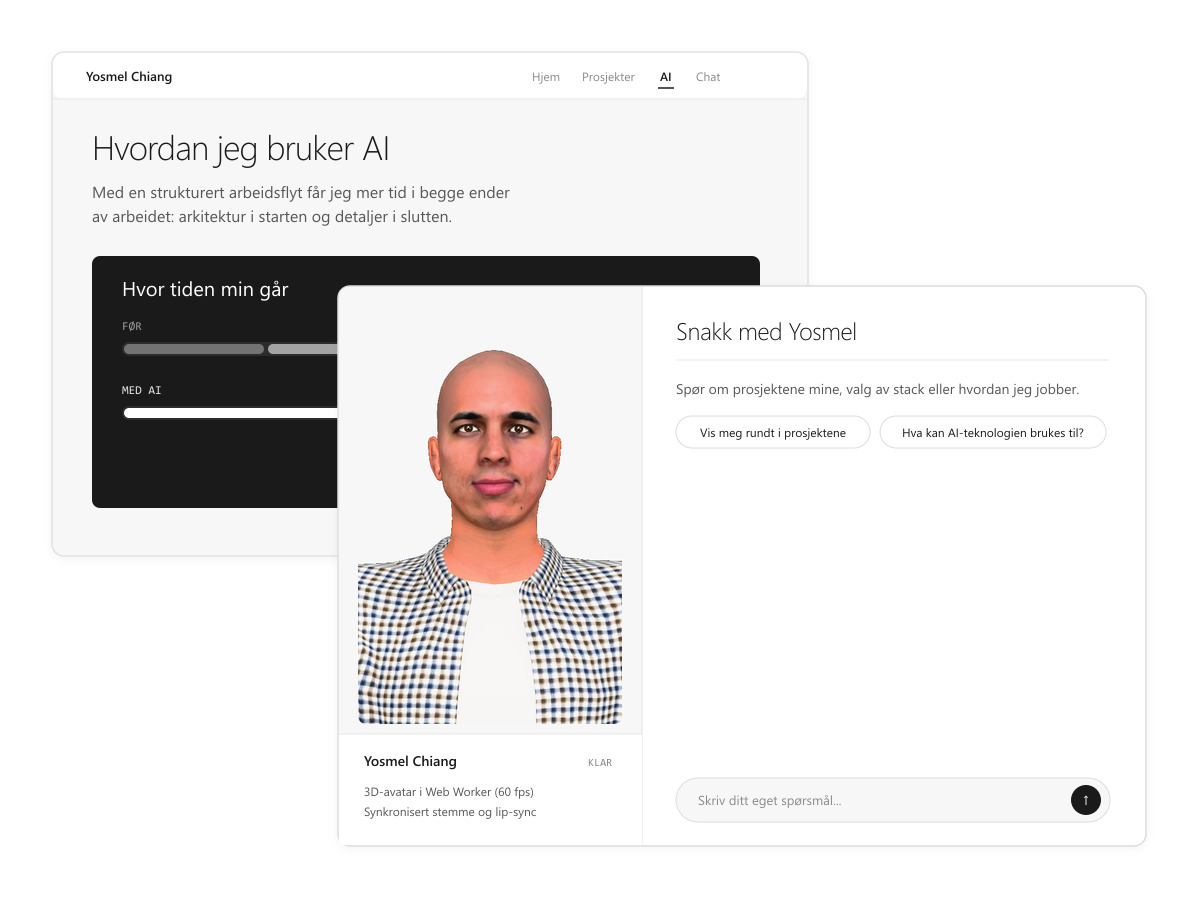 Yosmel Chiang
Hjem
Prosjekter
AI
Chat
Hvordan jeg bruker AI
Med en strukturert arbeidsflyt får jeg mer tid i begge ender
av arbeidet: arkitektur i starten og detaljer i slutten.
Hvor tiden min går
FØR
MED AI
Snakk med Yosmel
Spør om prosjektene mine, valg av stack eller hvordan jeg jobber.
Vis meg rundt i prosjektene
Hva kan AI-teknologien brukes til?
Yosmel Chiang
KLAR
3D-avatar i Web Worker (60 fps)
Synkronisert stemme og lip-sync
Skriv ditt eget spørsmål...
↑